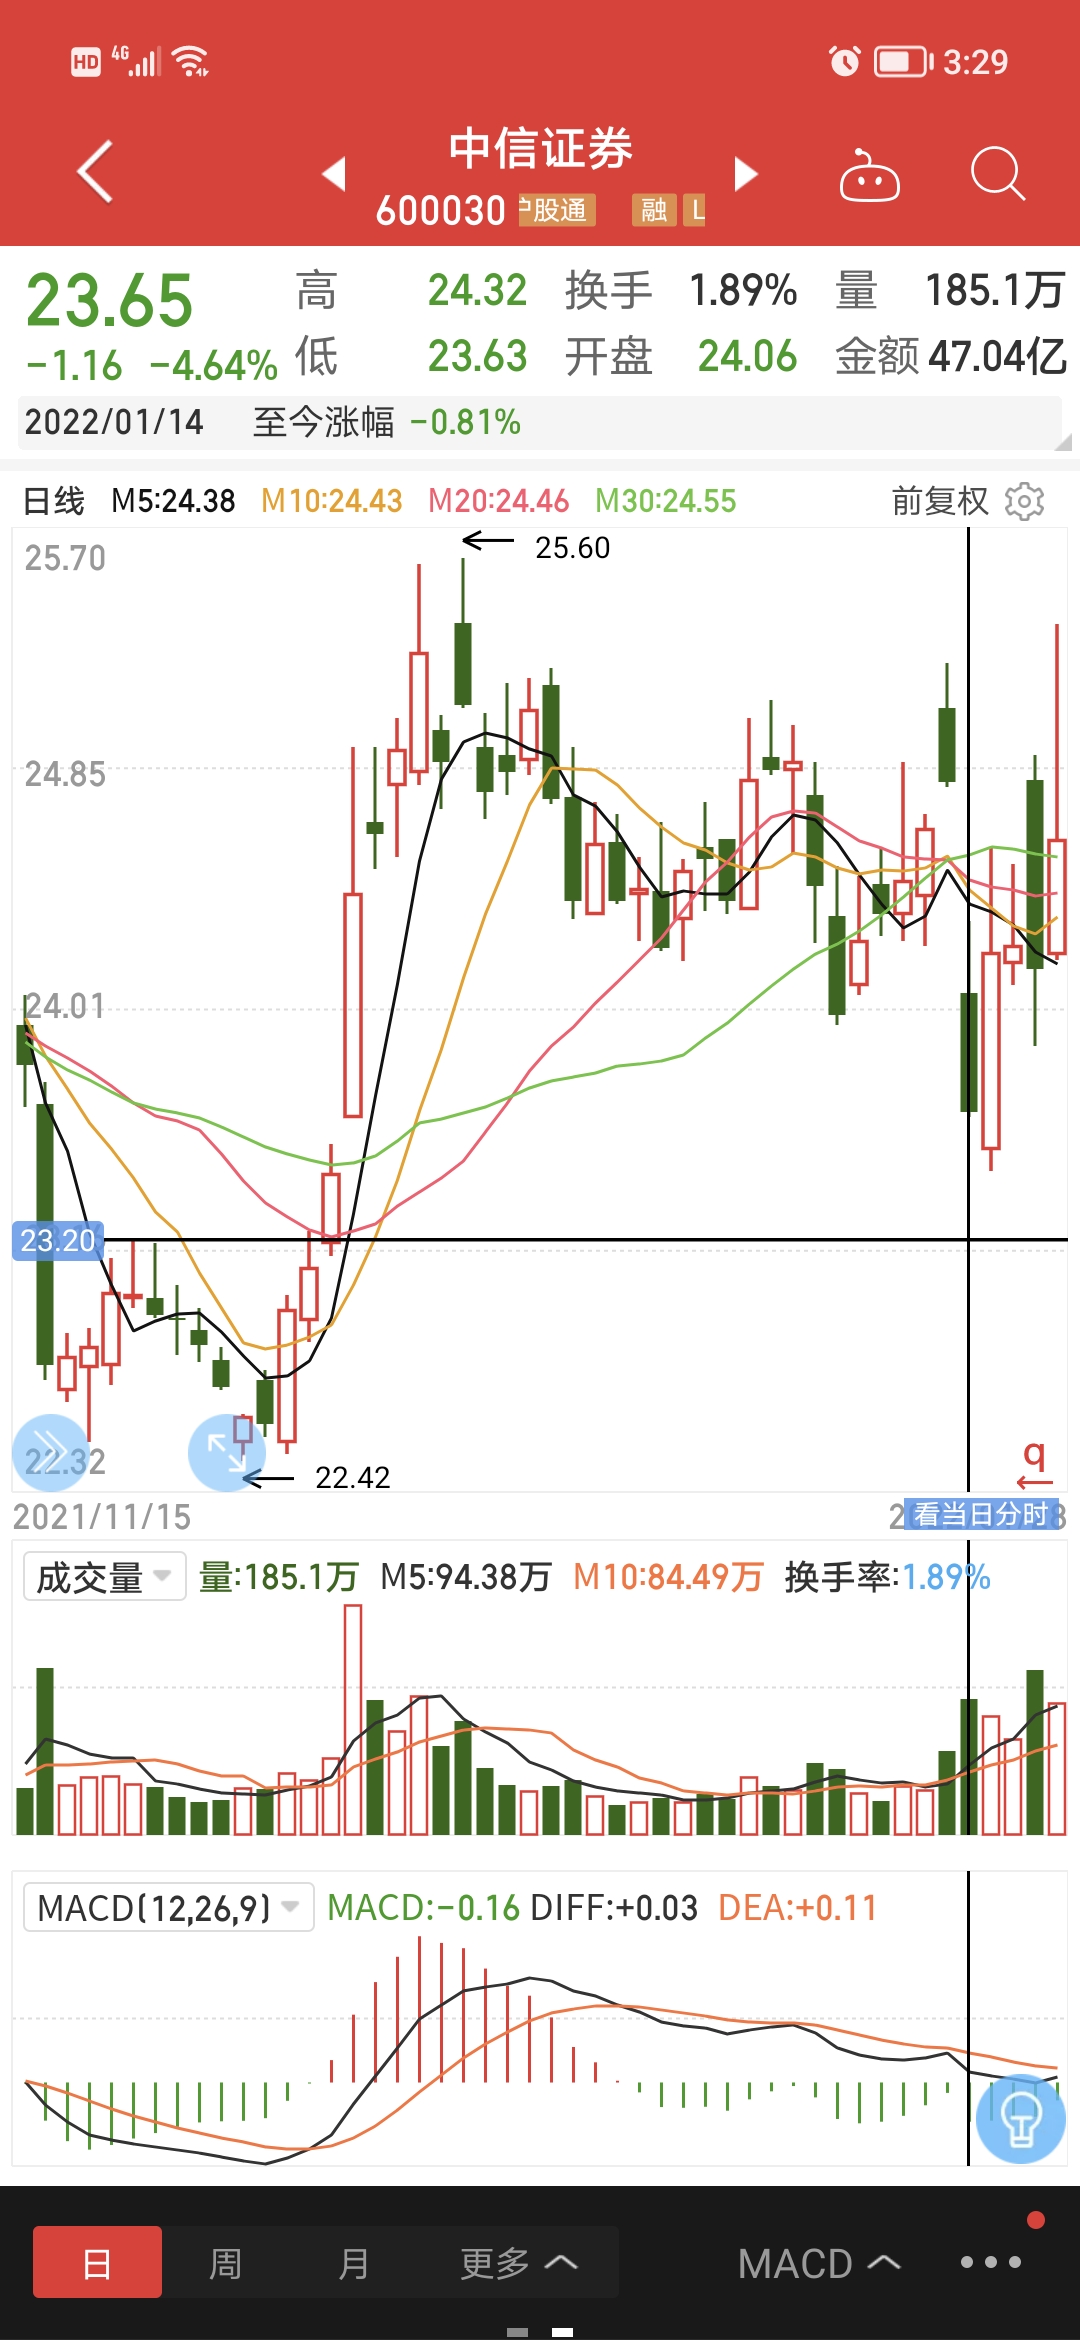 HD 4G 3:29
中信证券
600030 股通 融 L
23.65 高 24.32 换手 1.89% 量 185.1万
-1.16 -4.64% 低 23.63 开盘 24.06 金额 47.04亿
2022/01/14 至今涨幅 -0.81%
日线 M5:24.38 M10:24.43 M20:24.46 M30:24.55 前复权
25.70
25.60
24.85
24.01
23.20
22.32
22.42
q
2021/11/15 看当日分时
成交量 量:185.1万 M5:94.38万 M10:84.49万 换手率:1.89%
MACD(12,26,9) MACD:-0.16 DIFF:+0.03 DEA:+0.11
日 周 月 更多 MACD